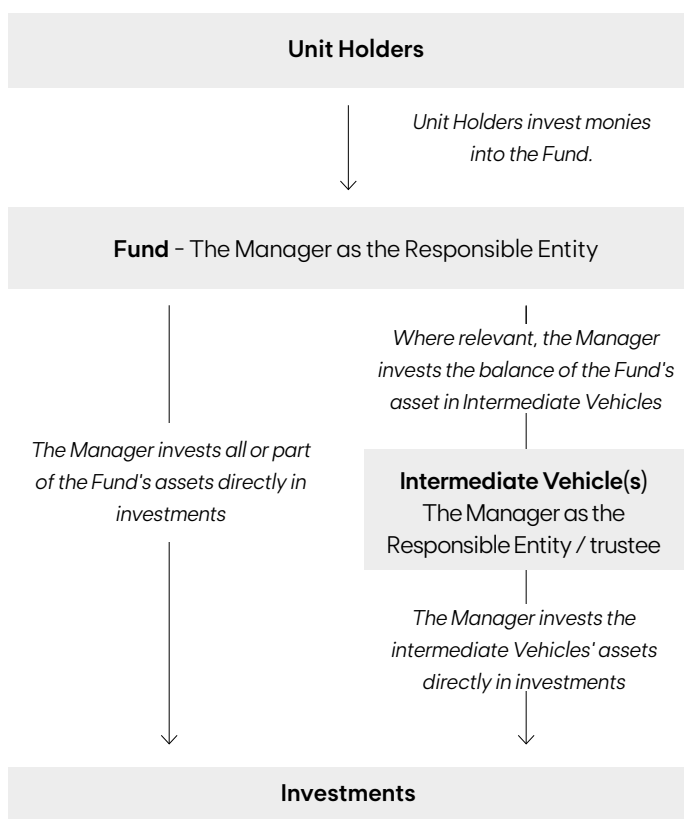 Unit Holders
Unit Holders invest monies
into the Fund.
Fund - The Manager as the Responsible Entity
Where relevant, the Manager
invests the balance of the Fund's
asset in Intermediate Vehicles
The Manager invests all or part
of the Fund's assets directly in
investments
Intermediate Vehicle(s)
The Manager as the
Responsible Entity / trustee
The Manager invests the
intermediate Vehicles' assets
directly in investments
Investments